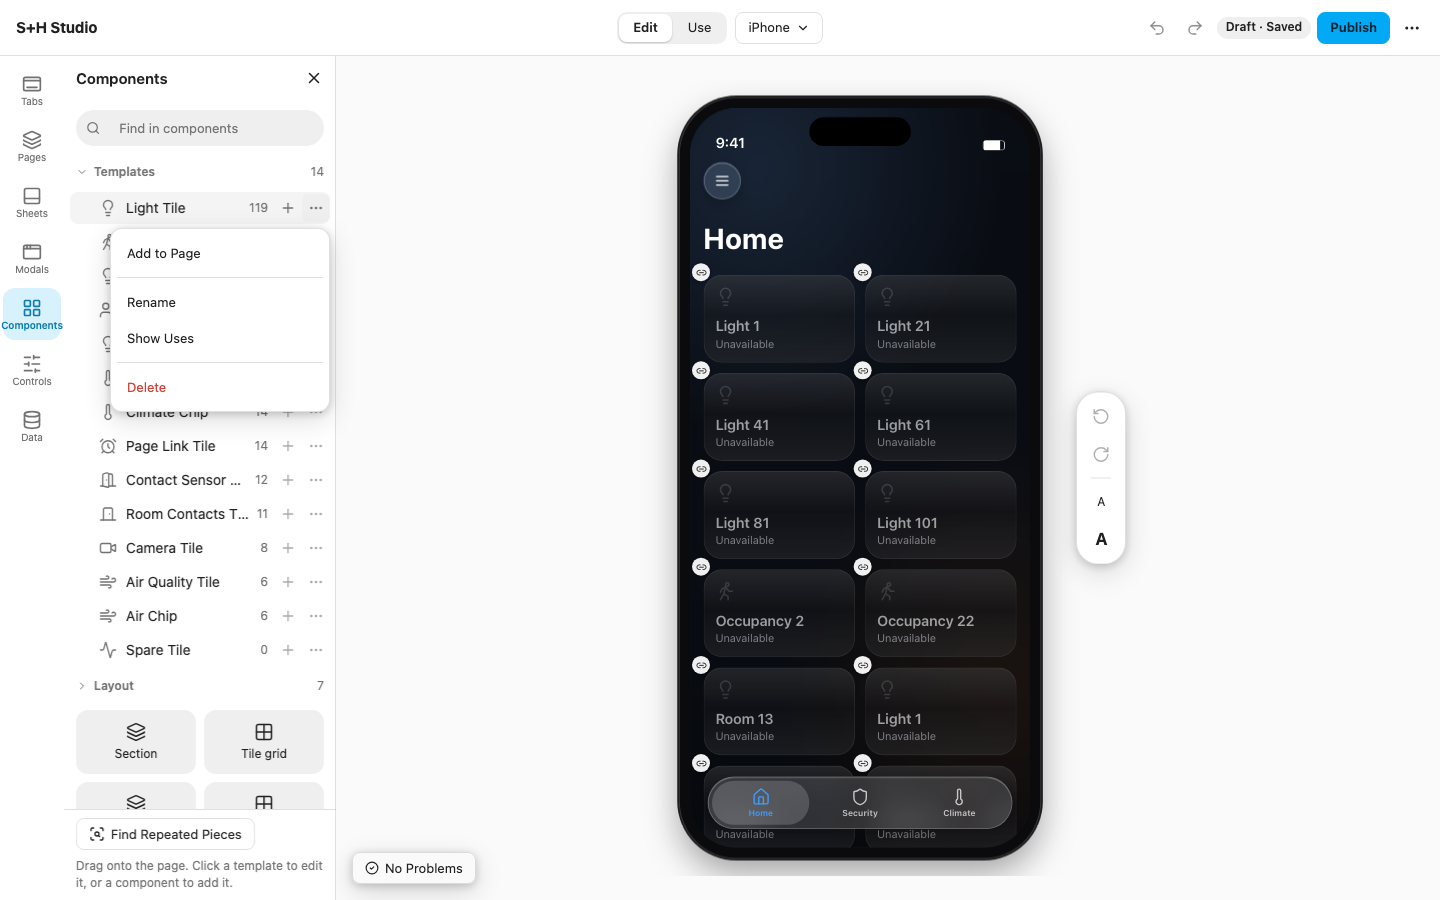 S+H Studio
Edit
Use
iPhone
Draft · Saved
Publish
Tabs
Pages
Sheets
Modals
Components
Controls
Data
Components
Find in components
Templates 14
Light Tile 119
Add to Page
Rename
Show Uses
Delete
Climate Chip 14
Page Link Tile 14
Contact Sensor ... 12
Room Contacts T... 11
Camera Tile 8
Air Quality Tile 6
Air Chip 6
Spare Tile 0
Layout 7
Section
Tile grid
Find Repeated Pieces
Drag onto the page. Click a template to edit
it, or a component to add it.
No Problems
9:41
Home
Light 1
Unavailable
Light 21
Unavailable
Light 41
Unavailable
Light 61
Unavailable
Light 81
Unavailable
Light 101
Unavailable
Occupancy 2
Unavailable
Occupancy 22
Unavailable
Room 13
Unavailable
Light 1
Unavailable
Home
Security
Climate
Unavailable
Unavailable
A
A